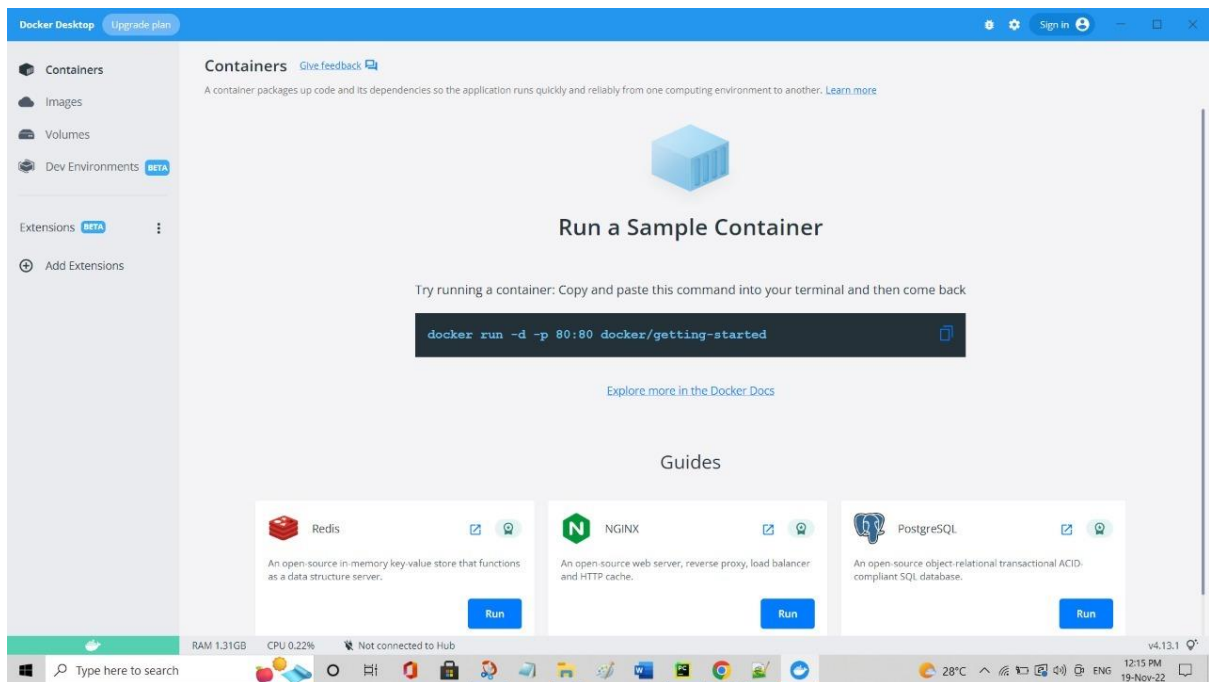 Docker Desktop Upgrade plan Sign in
Containers
Images
Volumes
Dev Environments BETA
Extensions BETA
Add Extensions
Containers Give feedback
A container packages up code and its dependencies so the application runs quickly and reliably from one computing environment to another. Learn more
Run a Sample Container
Try running a container: Copy and paste this command into your terminal and then come back
docker run -d -p 80:80 docker/getting-started
Explore more in the Docker Docs
Guides
Redis
An open-source in-memory key-value store that functions
as a data structure server.
Run
NGINX
An open-source web server, reverse proxy, load balancer
and HTTP cache.
Run
PostgreSQL
An open-source object-relational transactional ACID-
compliant SQL database.
Run
RAM 1.31GB CPU 0.22% Not connected to Hub v4.13.1
Type here to search 28°C ENG 12:15 PM
19-Nov-22